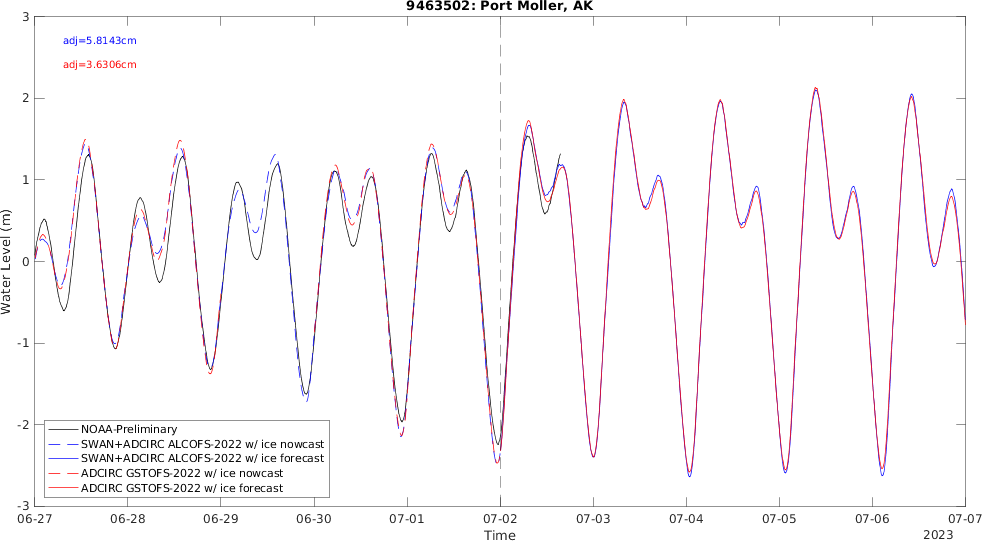 9463502: Port Moller, AK
adj=5.8143cm
adj=3.6306cm
Water Level (m)
3
2
1
0
-1
-2
-3
NOAA-Preliminary
SWAN+ADCIRC ALCOFS-2022 w/ ice nowcast
SWAN+ADCIRC ALCOFS-2022 w/ ice forecast
ADCIRC GSTOFS-2022 w/ ice nowcast
ADCIRC GSTOFS-2022 w/ ice forecast
06-27 06-28 06-29 06-30 07-01 07-02 07-03 07-04 07-05 07-06 07-07
Time
2023